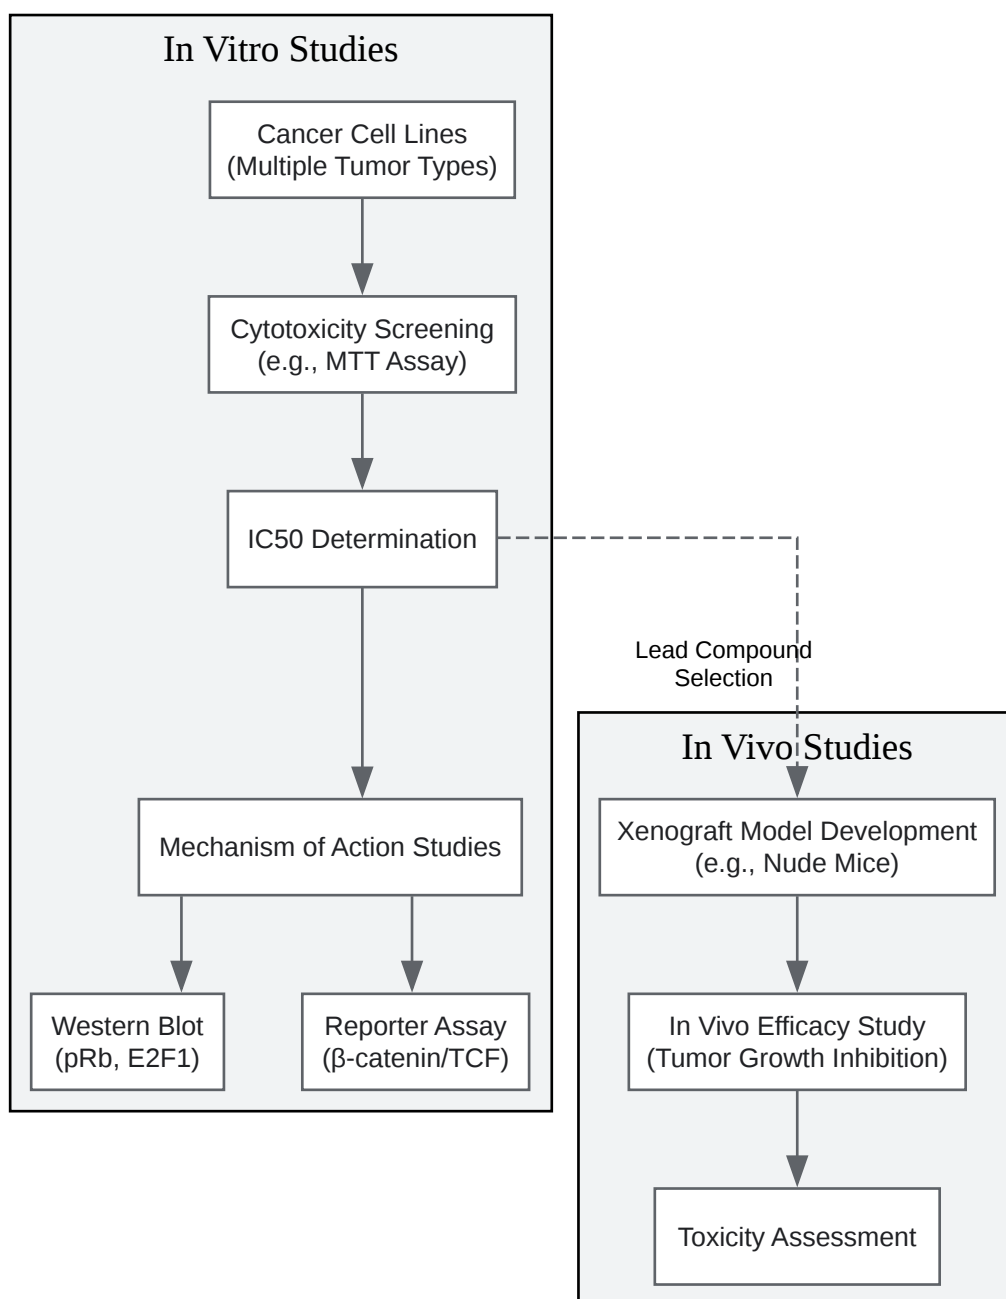 In Vitro Studies
Cancer Cell Lines
(Multiple Tumor Types)
Cytotoxicity Screening
(e.g., MTT Assay)
IC50 Determination
Lead Compound
Selection
Mechanism of Action Studies
Western Blot
(pRb, E2F1)
Reporter Assay
(β-catenin/TCF)
In Vivo Studies
Xenograft Model Development
(e.g., Nude Mice)
In Vivo Efficacy Study
(Tumor Growth Inhibition)
Toxicity Assessment